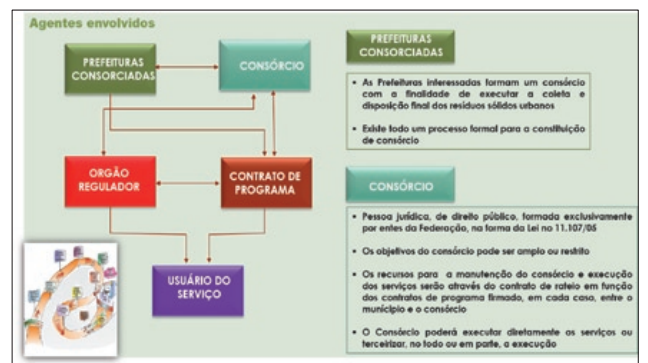 Agentes envolvidos
PREFEITURAS
CONSORCIADAS
CONSÓRCIO
ORGÃO
REGULADOR
CONTRATO DE
PROGRAMA
USUÁRIO DO
SERVIÇO
PREFEITURAS
CONSORCIADAS
▪ As Prefeituras interessadas formam um consórcio
com a finalidade de executar a coleta e
disposição final dos resíduos sólidos urbanos
▪ Existe todo um processo formal para a constituição
de consórcio
CONSÓRCIO
▪ Pessoa jurídica, de direito público, formada exclusivamente
por entes da Federação, na forma da Lei no 11.107/05
▪ Os objetivos do consórcio pode ser amplo ou restrito
▪ Os recursos para a manutenção do consórcio e execução
dos serviços serão através do contrato de rateio em função
dos contratos de programa firmado, em cada caso, entre o
município e o consórcio
▪ O Consórcio poderá executar diretamente os serviços ou
terceirizar, no todo ou em parte, a execução